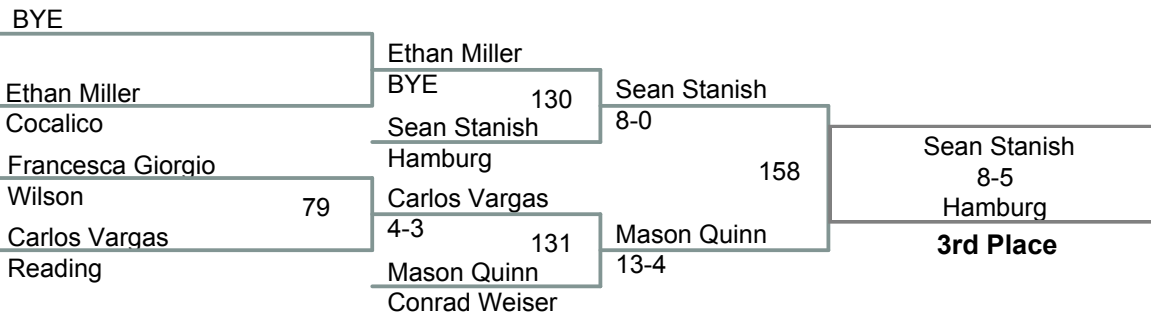 BYE
Ethan Miller
Cocalico
Francesca Giorgio
Wilson
79
Carlos Vargas
Reading
Ethan Miller
BYE
130
Sean Stanish
Hamburg
Carlos Vargas
4-3
131
Mason Quinn
Conrad Weiser
Sean Stanish
8-0
158
Mason Quinn
13-4
Sean Stanish
8-5
Hamburg
3rd Place